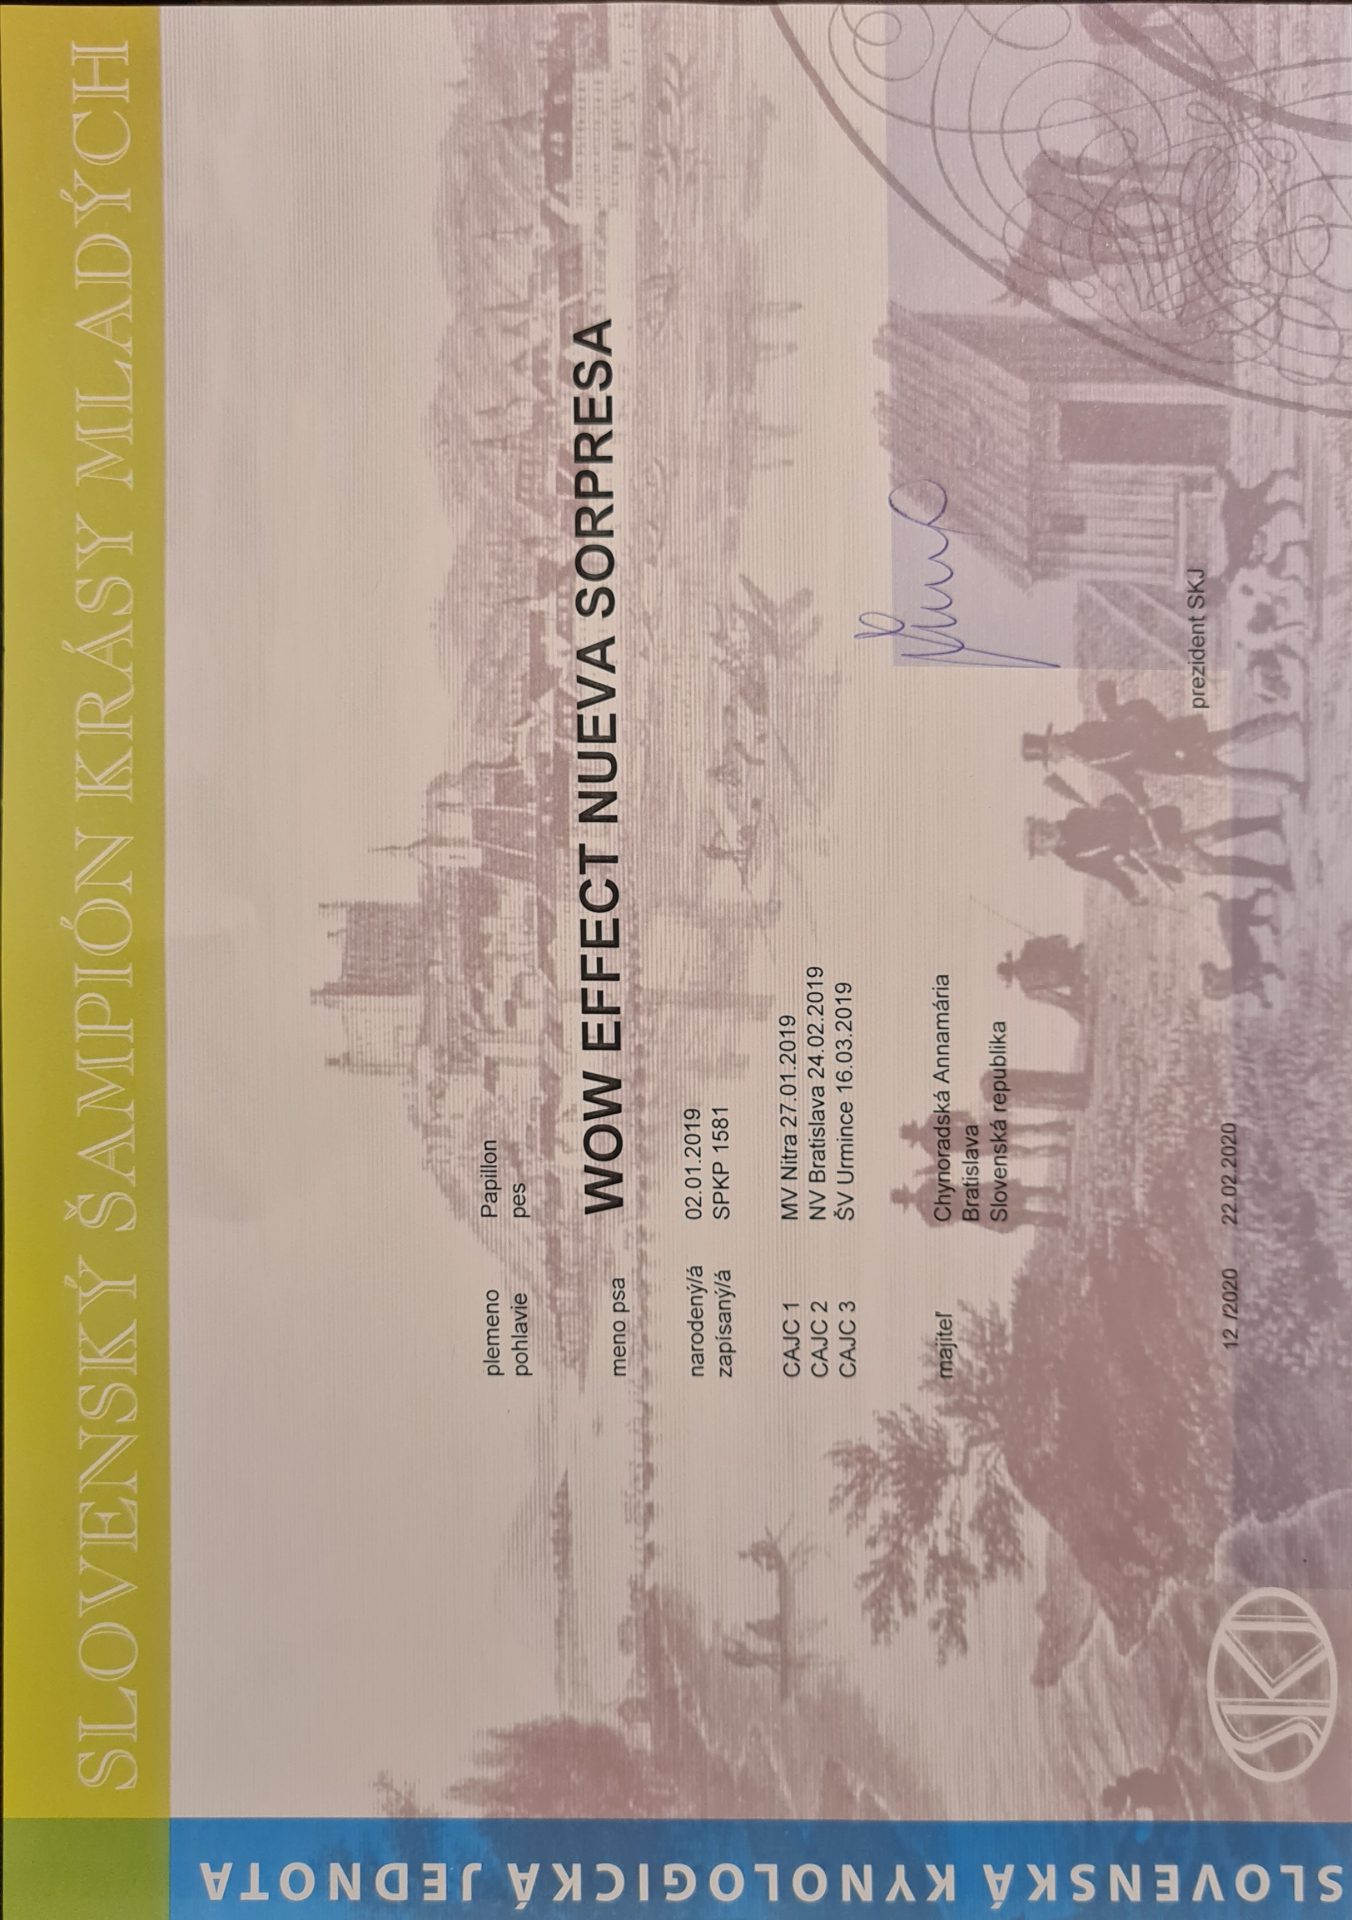 SLOVENSKÝ ŠAMPIÓN KRÁSY MLADÝCH
SLOVENSKÁ KYNOLOGICKÁ JEDNOTA
plemeno Papillon
pohlavie pes
meno psa WOW EFFECT NUEVA SORPRESA
narodený/á 02.01.2019
zapísaný/á SPKP 1581
CAJC 1 MV Nitra 27.01.2019
CAJC 2 NV Bratislava 24.02.2019
CAJC 3 ŠV Urmince 16.03.2019
majiteľ Chynoradská Annamária
Bratislava
Slovenská republika
prezident SKJ
12 /2020 22.02.2020
SKJ